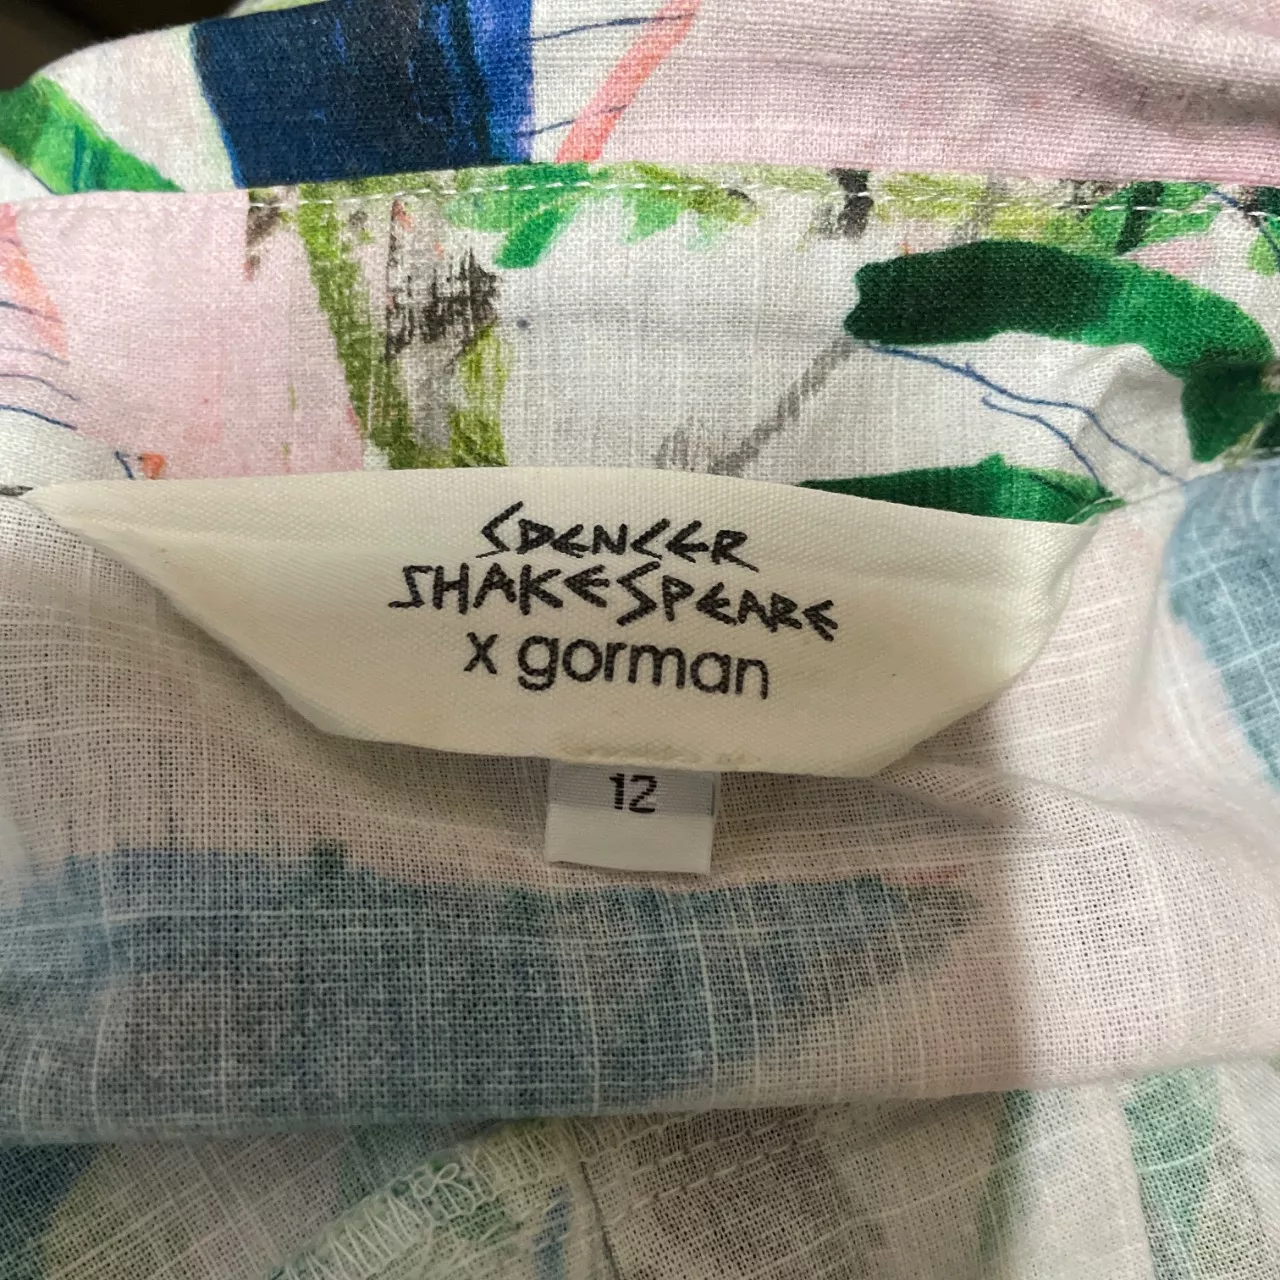 SPENCER
SHAKESPEARE
x gorman
12